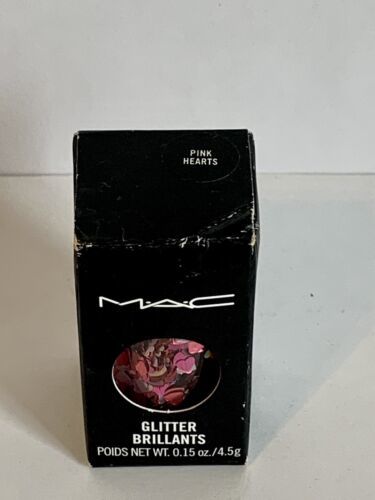 PINK
HEARTS
M·A·C
GLITTER
BRILLANTS
POIDS NET WT. 0.15 oz./4.5g